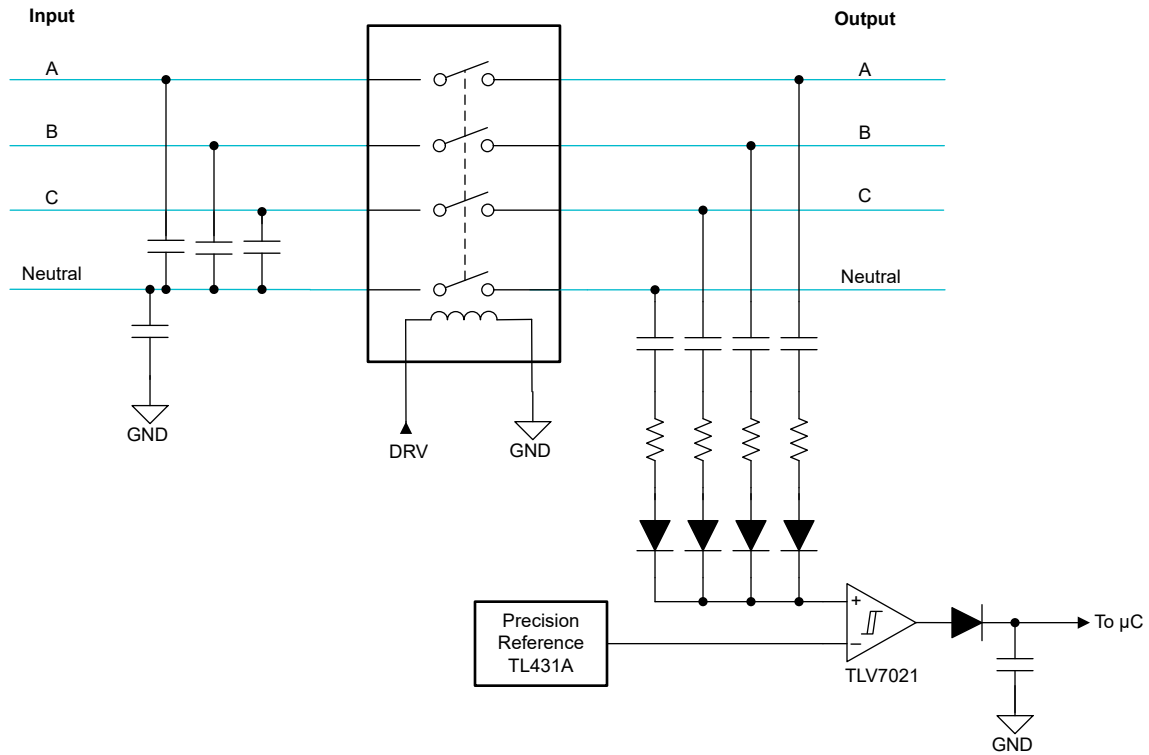 Input
Output
A
A
B
B
C
C
Neutral
Neutral
GND
DRV
GND
Precision
Reference
TL431A
+
−
TLV7021
To µC
GND